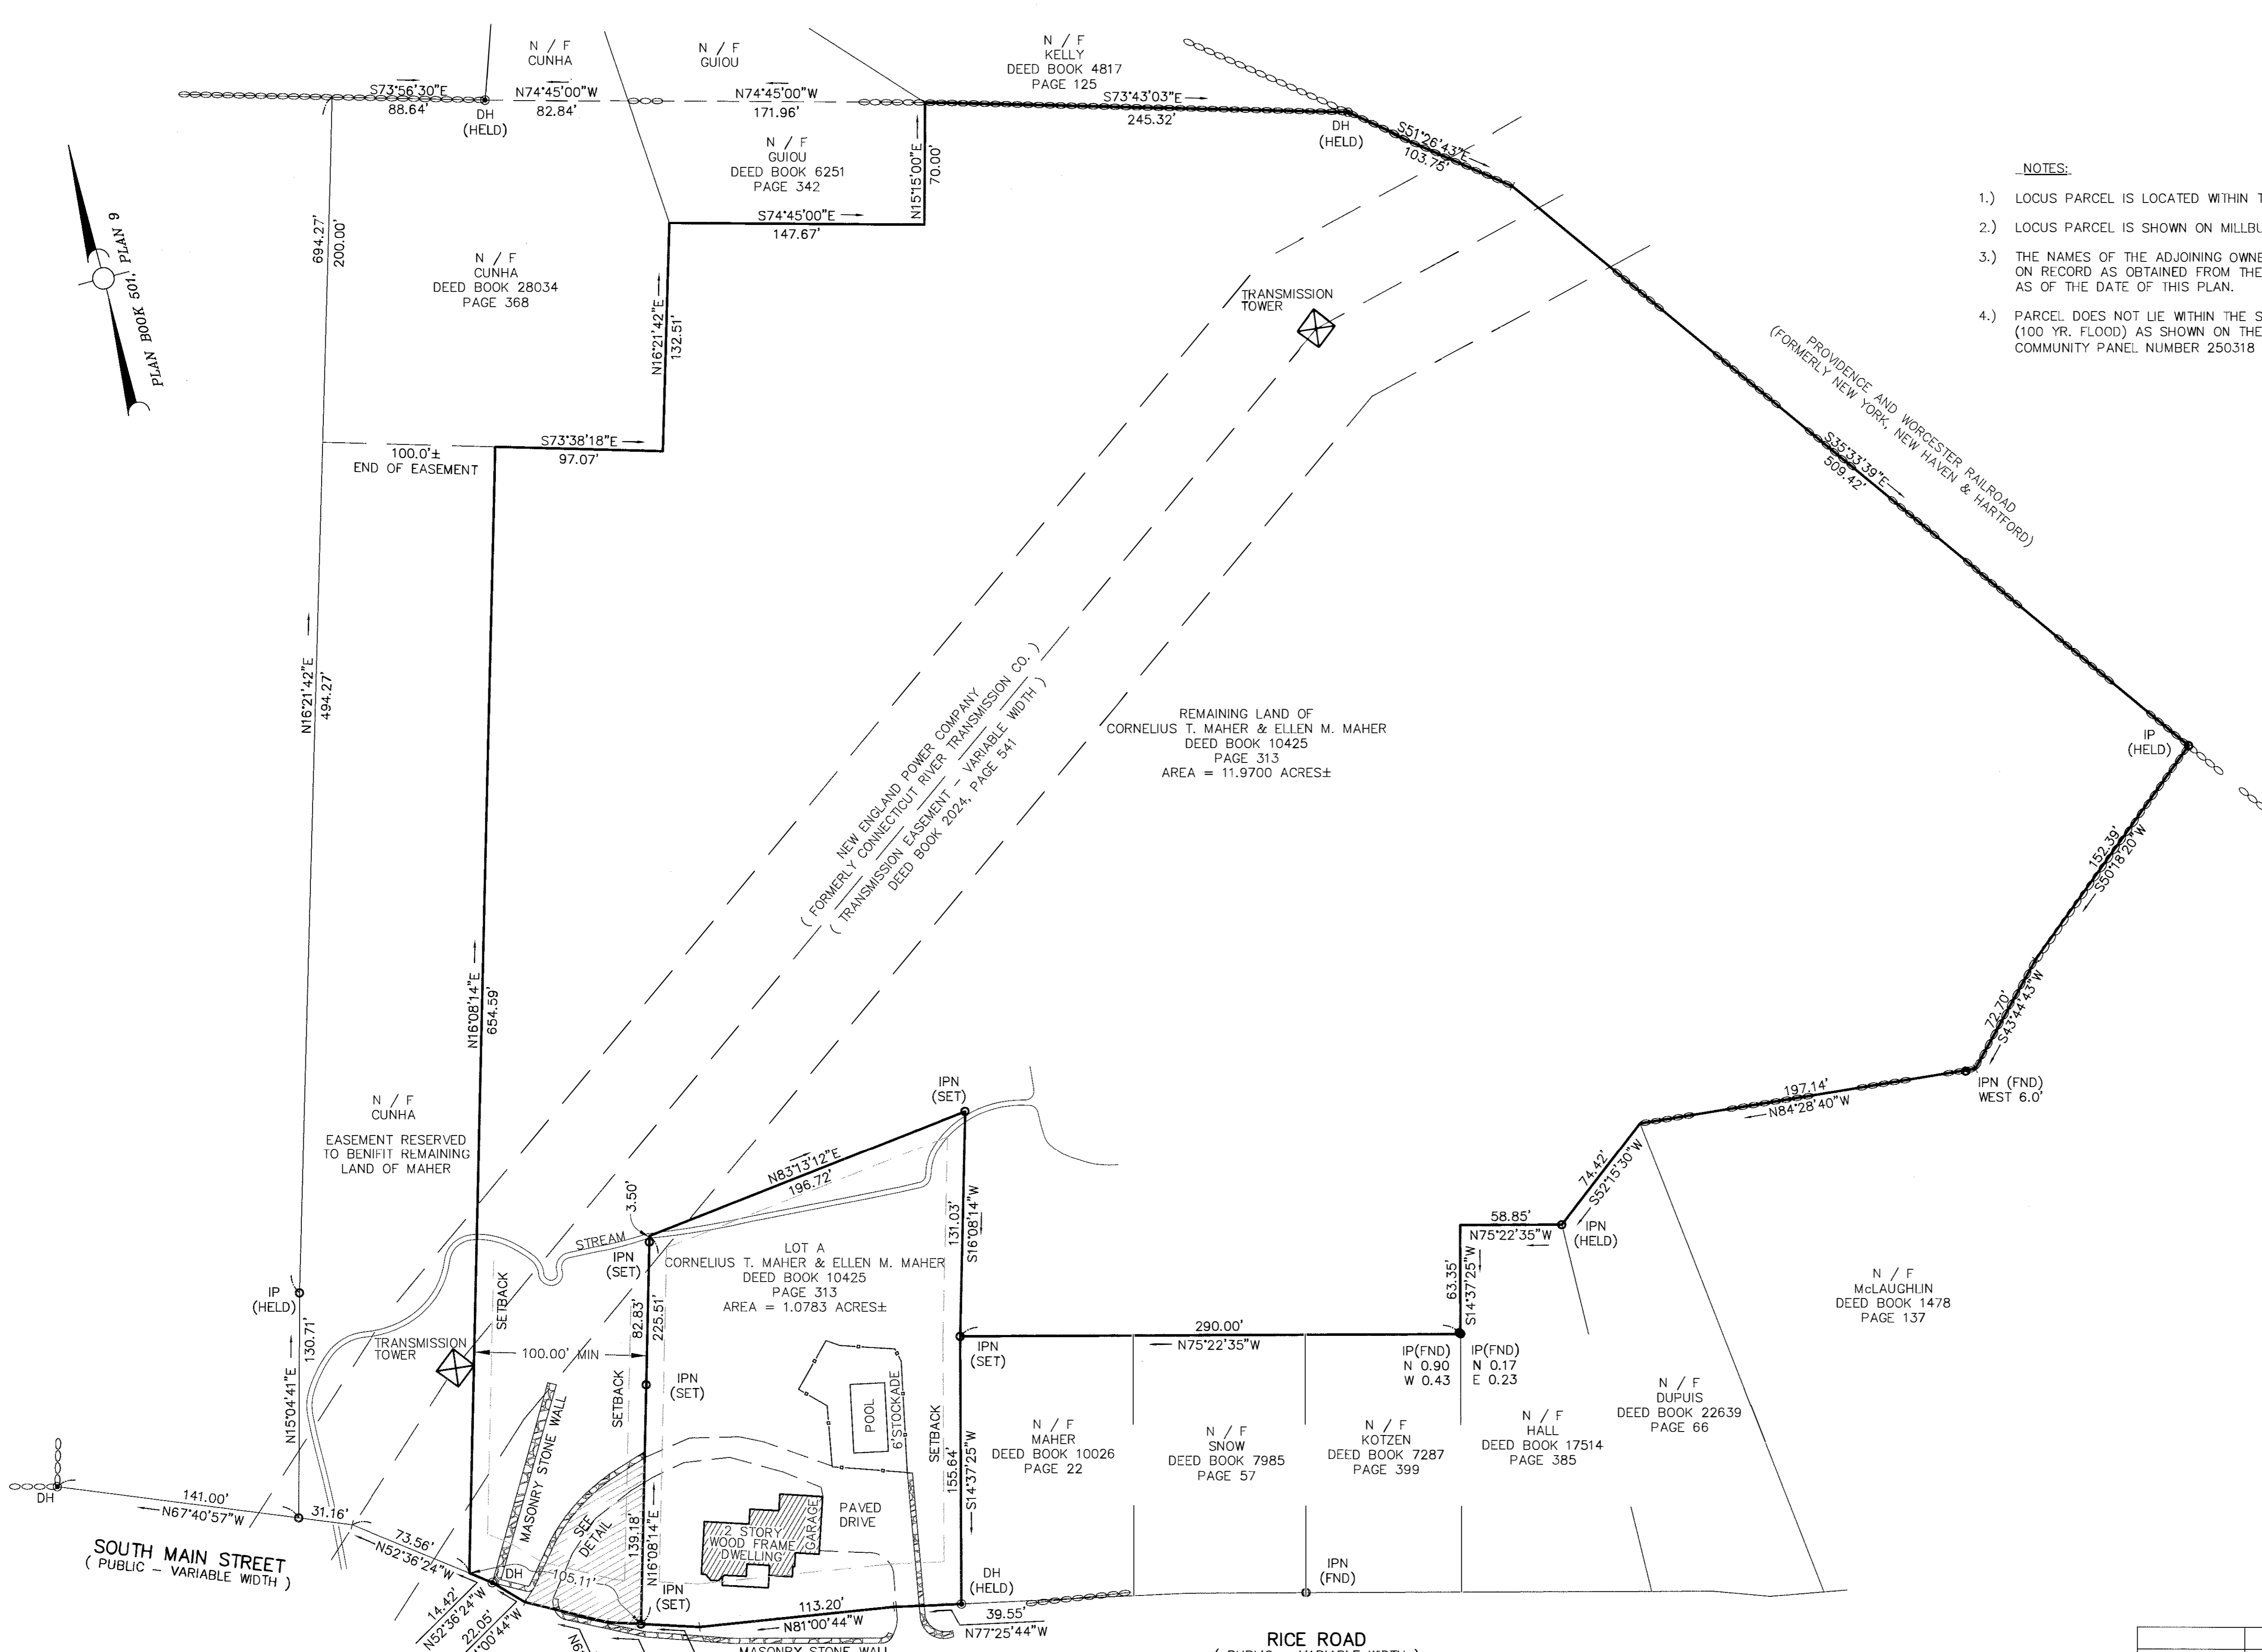 N / F
CUNHA
N / F
GUIOU
N / F
KELLY
DEED BOOK 4817
PAGE 125
S73°56'30"E
88.64'
DH
(HELD)
N74°45'00"W
82.84'
N74°45'00"W
171.96'
S73°43'03"E
245.32'
DH
(HELD)
S51°26'43"E
103.75'
N / F
GUIOU
DEED BOOK 6251
PAGE 342
N15°15'00"E
70.00'
S74°45'00"E
147.67'
PLAN BOOK 501, PLAN 9
694.27'
200.00'
N / F
CUNHA
DEED BOOK 28034
PAGE 368
N16°21'42"E
132.51'
TRANSMISSION
TOWER
NOTES:
1.) LOCUS PARCEL IS LOCATED WITHIN
2.) LOCUS PARCEL IS SHOWN ON
3.) THE NAMES OF THE ADJOINING
ON RECORD AS OBTAINED FROM THE
AS OF THE DATE OF THIS PLAN.
4.) PARCEL DOES NOT LIE WITHIN THE
(100 YR. FLOOD) AS SHOWN ON THE
COMMUNITY PANEL NUMBER 250318
PROVIDENCE AND WORCESTER RAILROAD
(FORMERLY NEW YORK, NEW HAVEN & HARTFORD)
S35°33'39"E
509.42'
S73°38'18"E
97.07'
100.0'±
END OF EASEMENT
N16°21'42"E
494.27'
NEW ENGLAND POWER COMPANY
( FORMERLY CONNECTICUT RIVER TRANSMISSION CO. )
( TRANSMISSION EASEMENT - VARIABLE WIDTH )
DEED BOOK 2024, PAGE 541
REMAINING LAND OF
CORNELIUS T. MAHER & ELLEN M. MAHER
DEED BOOK 10425
PAGE 313
AREA = 11.9700 ACRES±
IP
(HELD)
152.39'
S50°18'20"W
72.70'
S43°44'43"W
N16°08'14"E
654.59'
N / F
CUNHA
EASEMENT RESERVED
TO BENIFIT REMAINING
LAND OF MAHER
IPN
(SET)
IPN (FND)
WEST 6.0'
197.14'
N84°28'40"W
74.42'
S52°15'30"W
N83°13'12"E
196.72'
3.50'
STREAM
IPN
(SET)
131.03'
S16°08'14"W
58.85'
N75°22'35"W
IPN
(HELD)
63.35'
S14°37'25"W
LOT A
CORNELIUS T. MAHER & ELLEN M. MAHER
DEED BOOK 10425
PAGE 313
AREA = 1.0783 ACRES±
N / F
McLAUGHLIN
DEED BOOK 1478
PAGE 137
IP
(HELD)
SETBACK
82.83'
225.51'
130.71'
N15°04'41"E
TRANSMISSION
TOWER
100.00' MIN
290.00'
N75°22'35"W
IPN
(SET)
IP(FND)
N 0.90
W 0.43
IP(FND)
N 0.17
E 0.23
IPN
(SET)
SETBACK
MASONRY STONE WALL
POOL
6'STOCKADE
SETBACK
N / F
DUPUIS
DEED BOOK 22639
PAGE 66
N / F
MAHER
DEED BOOK 10026
PAGE 22
N / F
SNOW
DEED BOOK 7985
PAGE 57
N / F
KOTZEN
DEED BOOK 7287
PAGE 399
N / F
HALL
DEED BOOK 17514
PAGE 385
155.64'
S14°37'25"W
DH
141.00'
N67°40'57"W
31.16'
73.56'
N52°36'24"W
SEE
DETAIL
139.18'
N16°08'14"E
2 STORY
WOOD FRAME
DWELLING
GARAGE
PAVED
DRIVE
SOUTH MAIN STREET
( PUBLIC - VARIABLE WIDTH )
DH
105.11'
IPN
(SET)
DH
(HELD)
IPN
(FND)
14.42'
N52°36'24"W
22.05'
113.20'
N81°00'44"W
39.55'
N77°25'44"W
MASONRY STONE WALL
RICE ROAD
( PUBLIC - VARIABLE WIDTH )